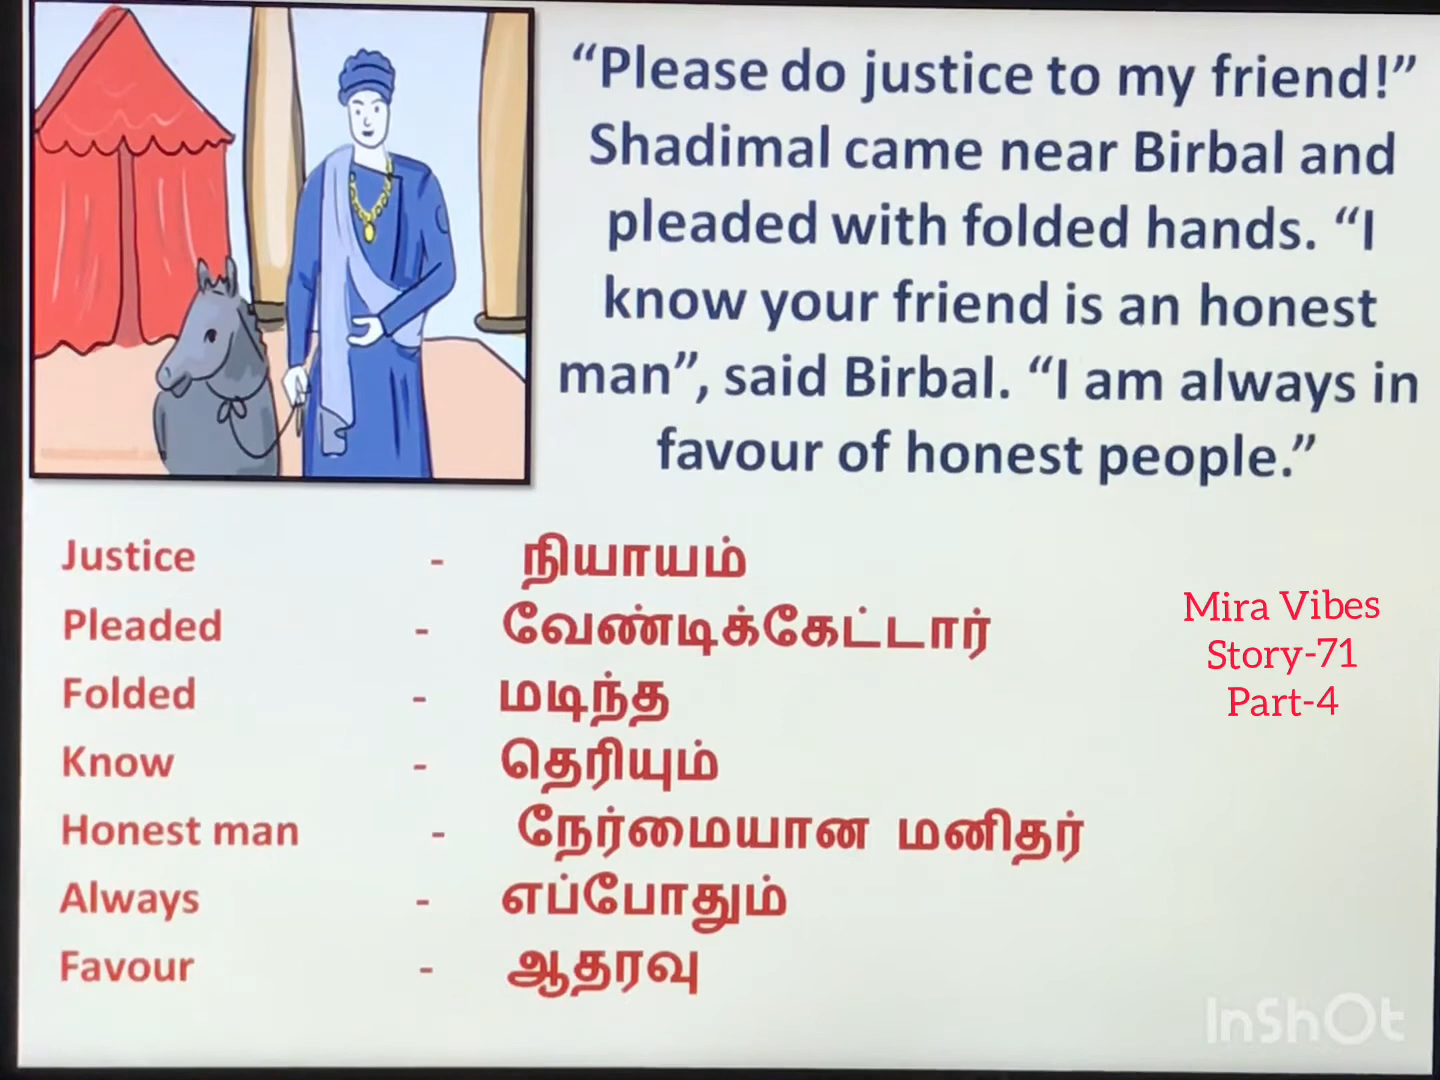 “Please do justice to my friend!”
Shadimal came near Birbal and
pleaded with folded hands. “I
know your friend is an honest
man”, said Birbal. “I am always in
favour of honest people.”
Justice - நியாயம்
Pleaded - வேண்டிக்கேட்டார்
Folded - மடிந்த
Know - தெரியும்
Honest man - நேர்மையான மனிதர்
Always - எப்போதும்
Favour - ஆதரவு
Mira Vibes
Story-71
Part-4
InShOt